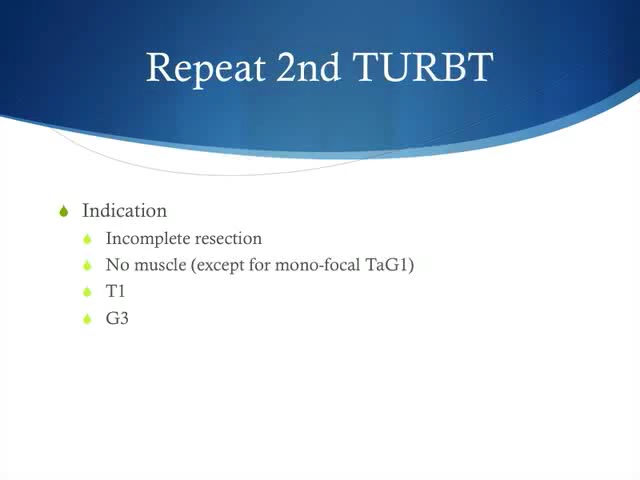 Repeat 2nd TURBT
Indication
Incomplete resection
No muscle (except for mono-focal TaG1)
T1
G3